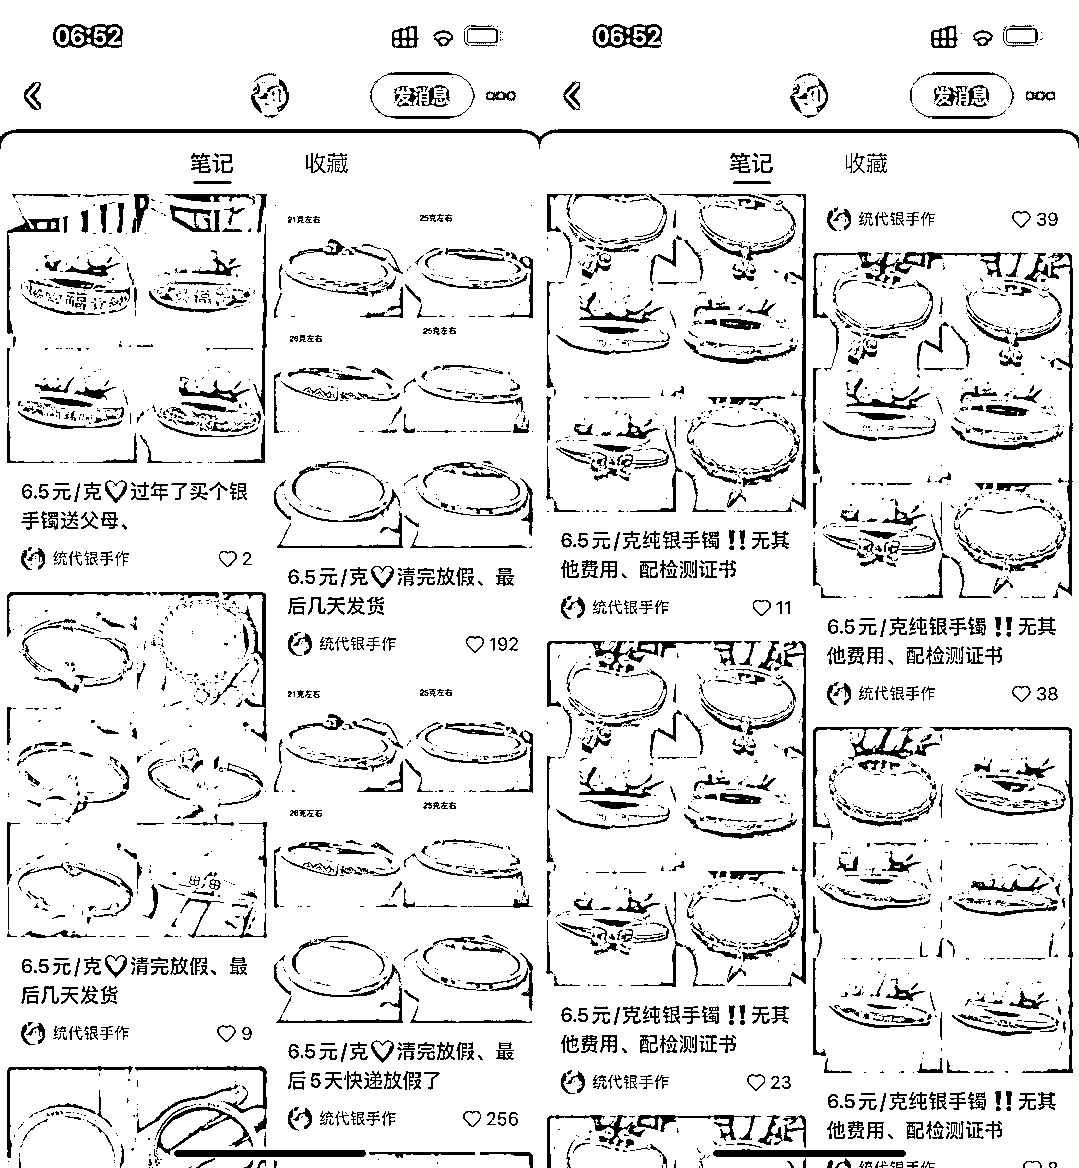 06:52
发消息
笔记
收藏
21克左右
25克左右
26克左右
25克左右
6.5元/克♡过年了买个银
手镯送父母、
统代银手作
2
6.5元/克♡清完放假、最
后几天发货
统代银手作
192
21克左右
25克左右
26克左右
25克左右
6.5元/克♡清完放假、最
后几天发货
统代银手作
9
6.5元/克♡清完放假、最
后5天快递放假了
统代银手作
256
06:52
发消息
笔记
收藏
统代银手作
39
6.5元/克纯银手镯‼️无其
他费用、配检测证书
统代银手作
11
6.5元/克纯银手镯‼️无其
他费用、配检测证书
统代银手作
38
6.5元/克纯银手镯‼️无其
他费用、配检测证书
统代银手作
23
6.5元/克纯银手镯‼️无其
他费用、配检测证书
统代银手作